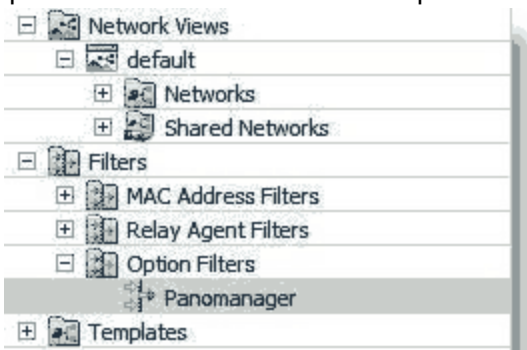 Network Views
default
Networks
Shared Networks
Filters
MAC Address Filters
Relay Agent Filters
Option Filters
Panomanager
Templates